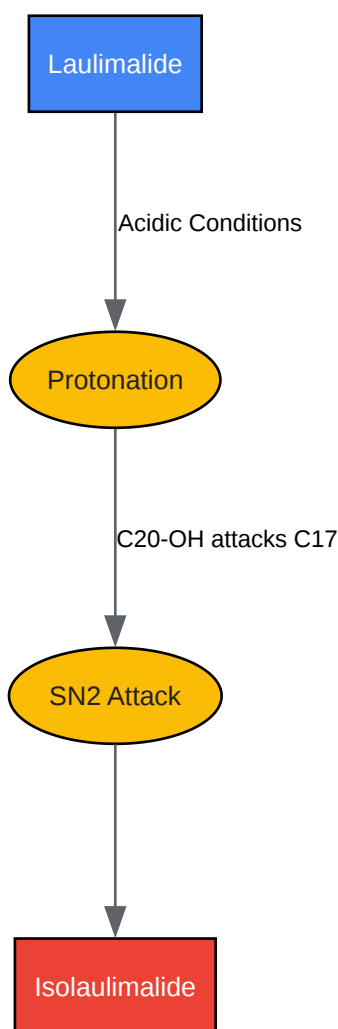 Laulimalide
Acidic Conditions
Protonation
C20-OH attacks C17
SN2 Attack
Isolaulimalide